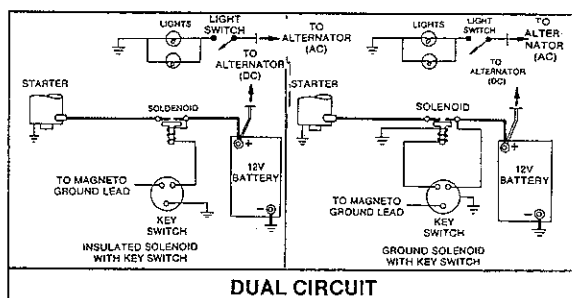 LIGHTS
LIGHT
SWITCH
TO
ALTERNATOR
(AC)
TO
ALTERNATOR
(DC)
STARTER
SOLDENOID
+
12V
BATTERY
−
TO MAGNETO
GROUND LEAD
KEY
SWITCH
INSULATED SOLENOID
WITH KEY SWITCH
LIGHTS
LIGHT
SWITCH
TO
ALTER-
NATOR
(AC)
TO
ALTERNATOR
(DC)
STARTER
SOLENOID
+
12V
BATTERY
−
TO MAGNETO
GROUND LEAD
KEY
SWITCH
GROUND SOLENOID
WITH KEY SWITCH
DUAL CIRCUIT